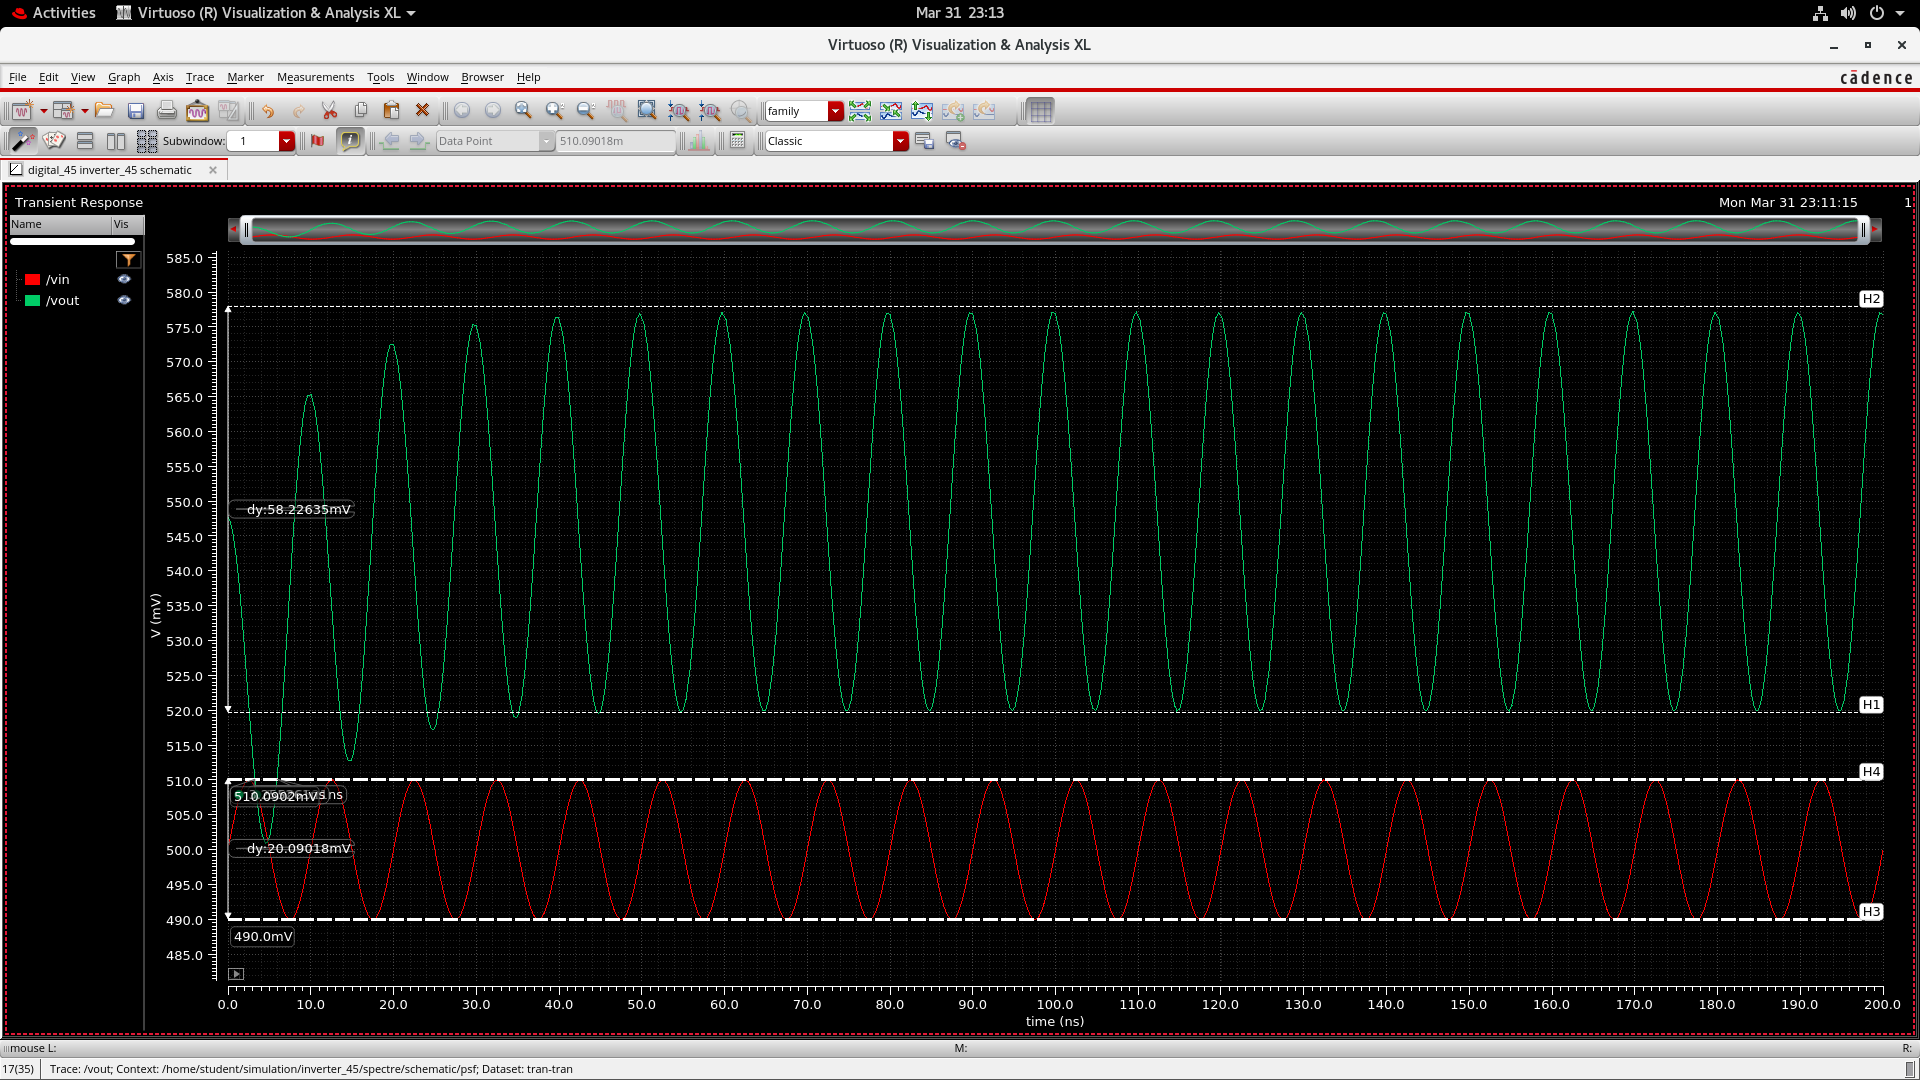 Activities Virtuoso (R) Visualization & Analysis XL Mar 31 23:13
Virtuoso (R) Visualization & Analysis XL
File Edit View Graph Axis Trace Marker Measurements Tools Window Browser Help cādence
family
Subwindow: 1 Data Point 510.09018m Classic
digital_45 inverter_45 schematic
Transient Response Mon Mar 31 23:11:15 1
Name Vis
/vin
/vout
585.0
580.0
H2
575.0
570.0
565.0
560.0
555.0
550.0
dy:58.22635mV
545.0
540.0
535.0
V (mV)
530.0
525.0
520.0
H1
515.0
510.0
H4
510.0902mV
ns
505.0
500.0
dy:20.09018mV
495.0
490.0
H3
490.0mV
485.0
0.0 10.0 20.0 30.0 40.0 50.0 60.0 70.0 80.0 90.0 100.0 110.0 120.0 130.0 140.0 150.0 160.0 170.0 180.0 190.0 200.0
time (ns)
mouse L: M: R:
17(35) Trace: /vout; Context: /home/student/simulation/inverter_45/spectre/schematic/psf; Dataset: tran-tran